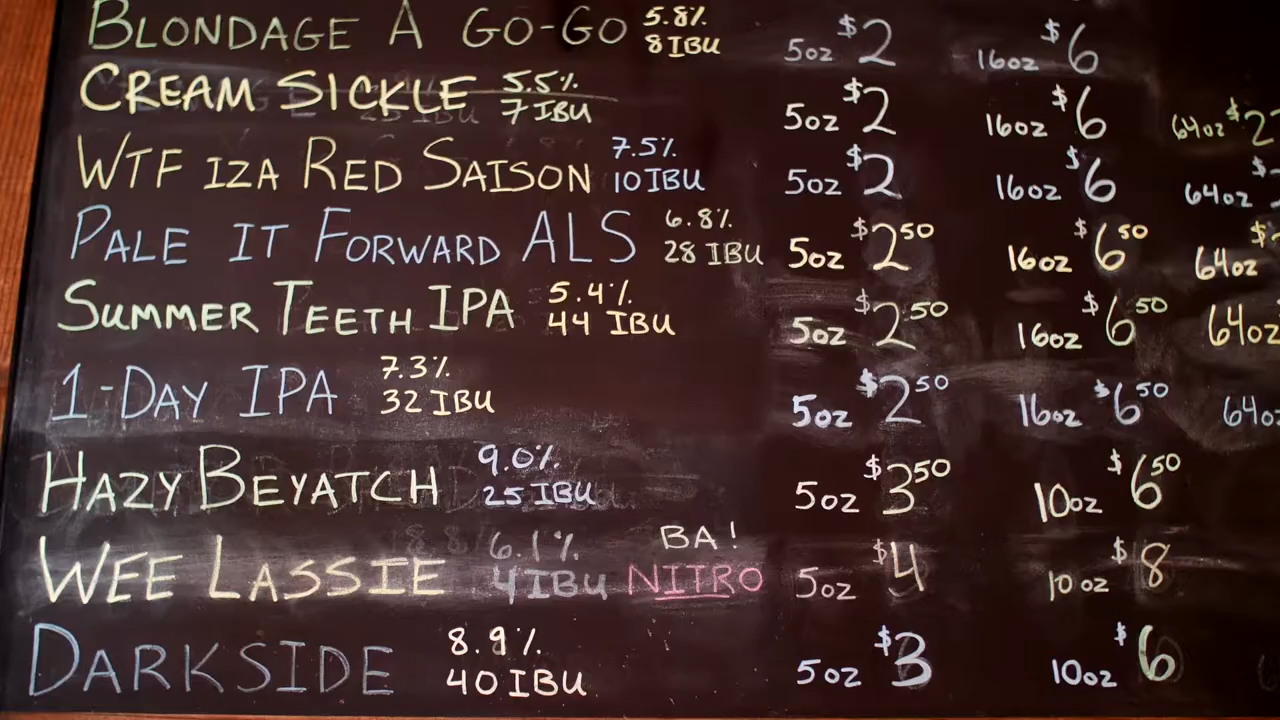 BLONDAGE A GO-GO 5.8% 8 IBU 5oz $2 16oz $6
CREAM SICKLE 5.5% 7 IBU 5oz $2 16oz $6 64oz
WTF IZA RED SAISON 7.5% 10 IBU 5oz $2 16oz $6 64oz
PALE IT FORWARD ALS 6.8% 28 IBU 5oz $2 50 16oz $6 50 64oz
SUMMER TEETH IPA 5.4% 44 IBU 5oz $2 50 16oz $6 50 64oz
1-DAY IPA 7.3% 32 IBU 5oz $2 50 16oz $6 50 64oz
HAZY BEYATCH 9.0% 25 IBU 5oz $3 50 10oz $6 50
WEE LASSIE 6.1% 4 IBU BA! NITRO 5oz $4 10oz $8
DARKSIDE 8.9% 40 IBU 5oz $3 10oz $6